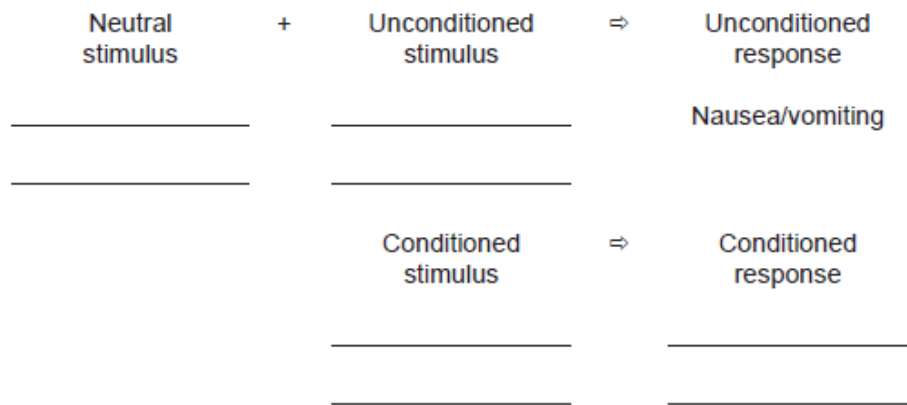 Neutral + Unconditioned ⇨ Unconditioned
stimulus stimulus response
Nausea/vomiting
Conditioned ⇨ Conditioned
stimulus response